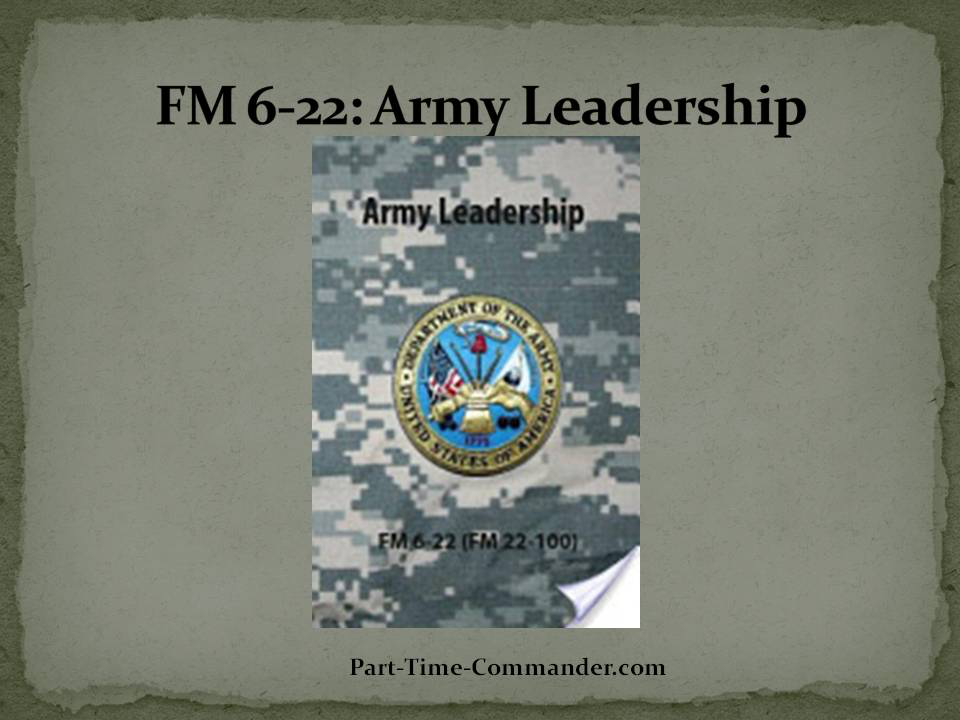 FM 6-22: Army Leadership
Army Leadership
DEPARTMENT OF THE ARMY
UNITED STATES OF AMERICA
1775
FM 6-22 (FM 22-100)
Part-Time-Commander.com